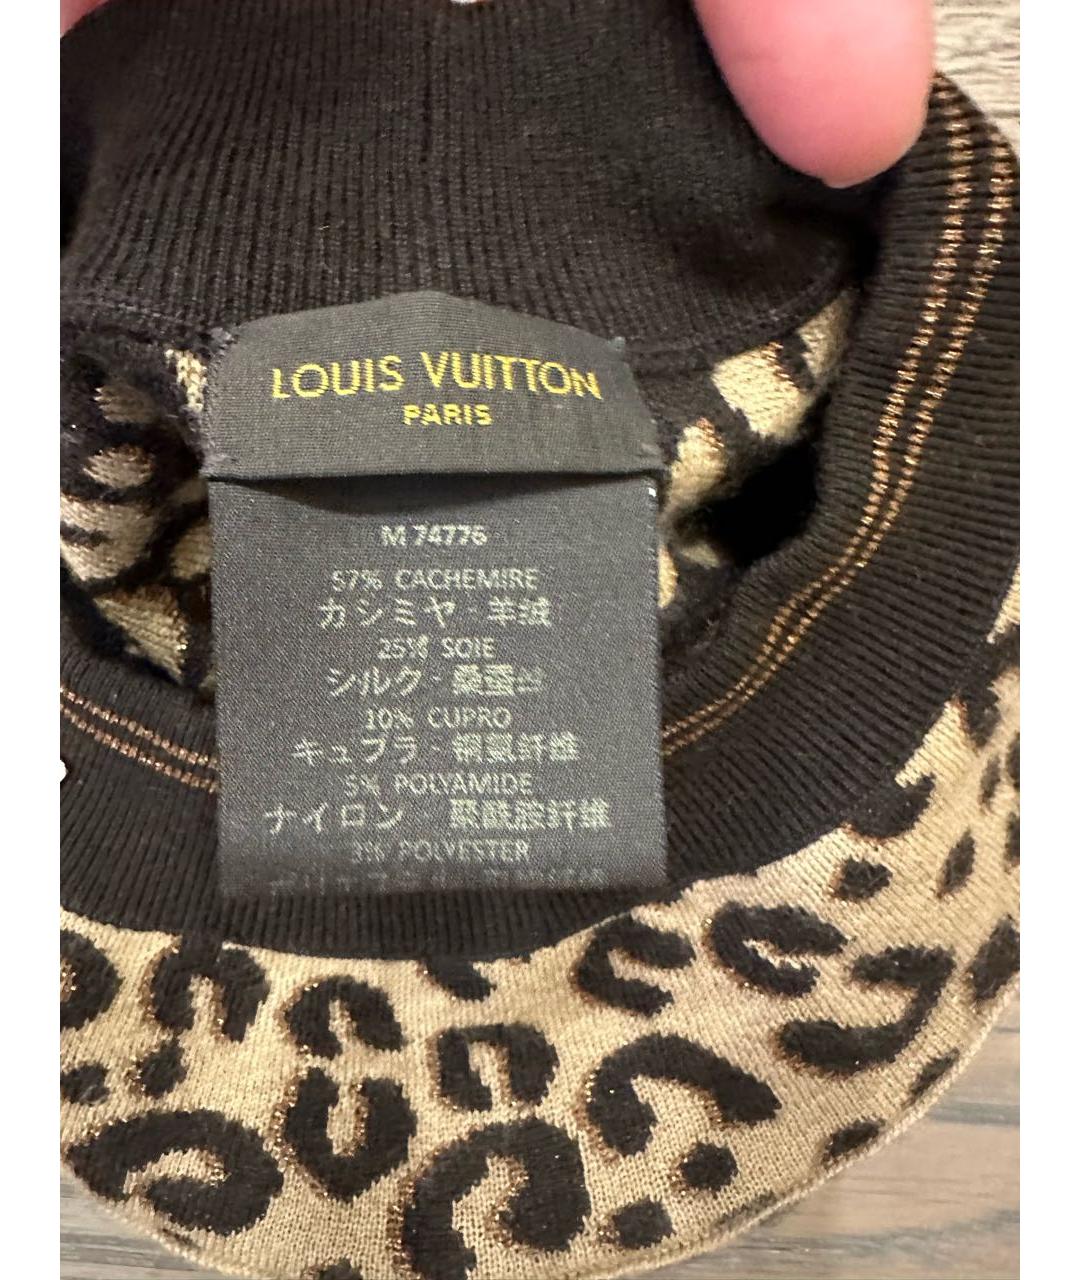 LOUIS VUITTON
PARIS
M 74776
57% CACHEMIRE
カシミヤ · 羊绒
25% SOIE
シルク · 桑蚕丝
10% CUPRO
キュプラ · 铜氨纤维
5% POLYAMIDE
ナイロン 聚酰胺纤维
3% POLYESTER